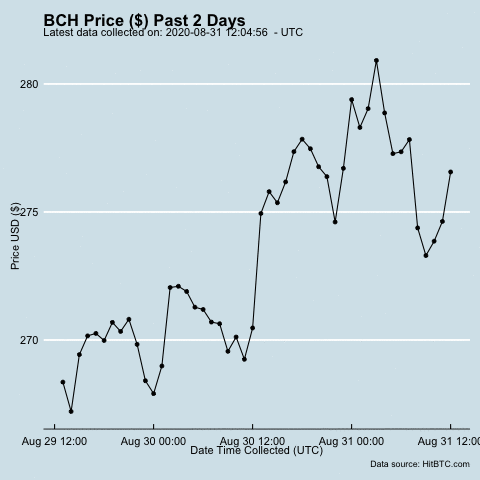 BCH Price ($) Past 2 Days
Latest data collected on: 2020-08-31 12:04:56 - UTC
280
275
270
Price USD ($)
Aug 29 12:00 Aug 30 00:00 Aug 30 12:00 Aug 31 00:00 Aug 31 12:00
Date Time Collected (UTC)
Data source: HitBTC.com